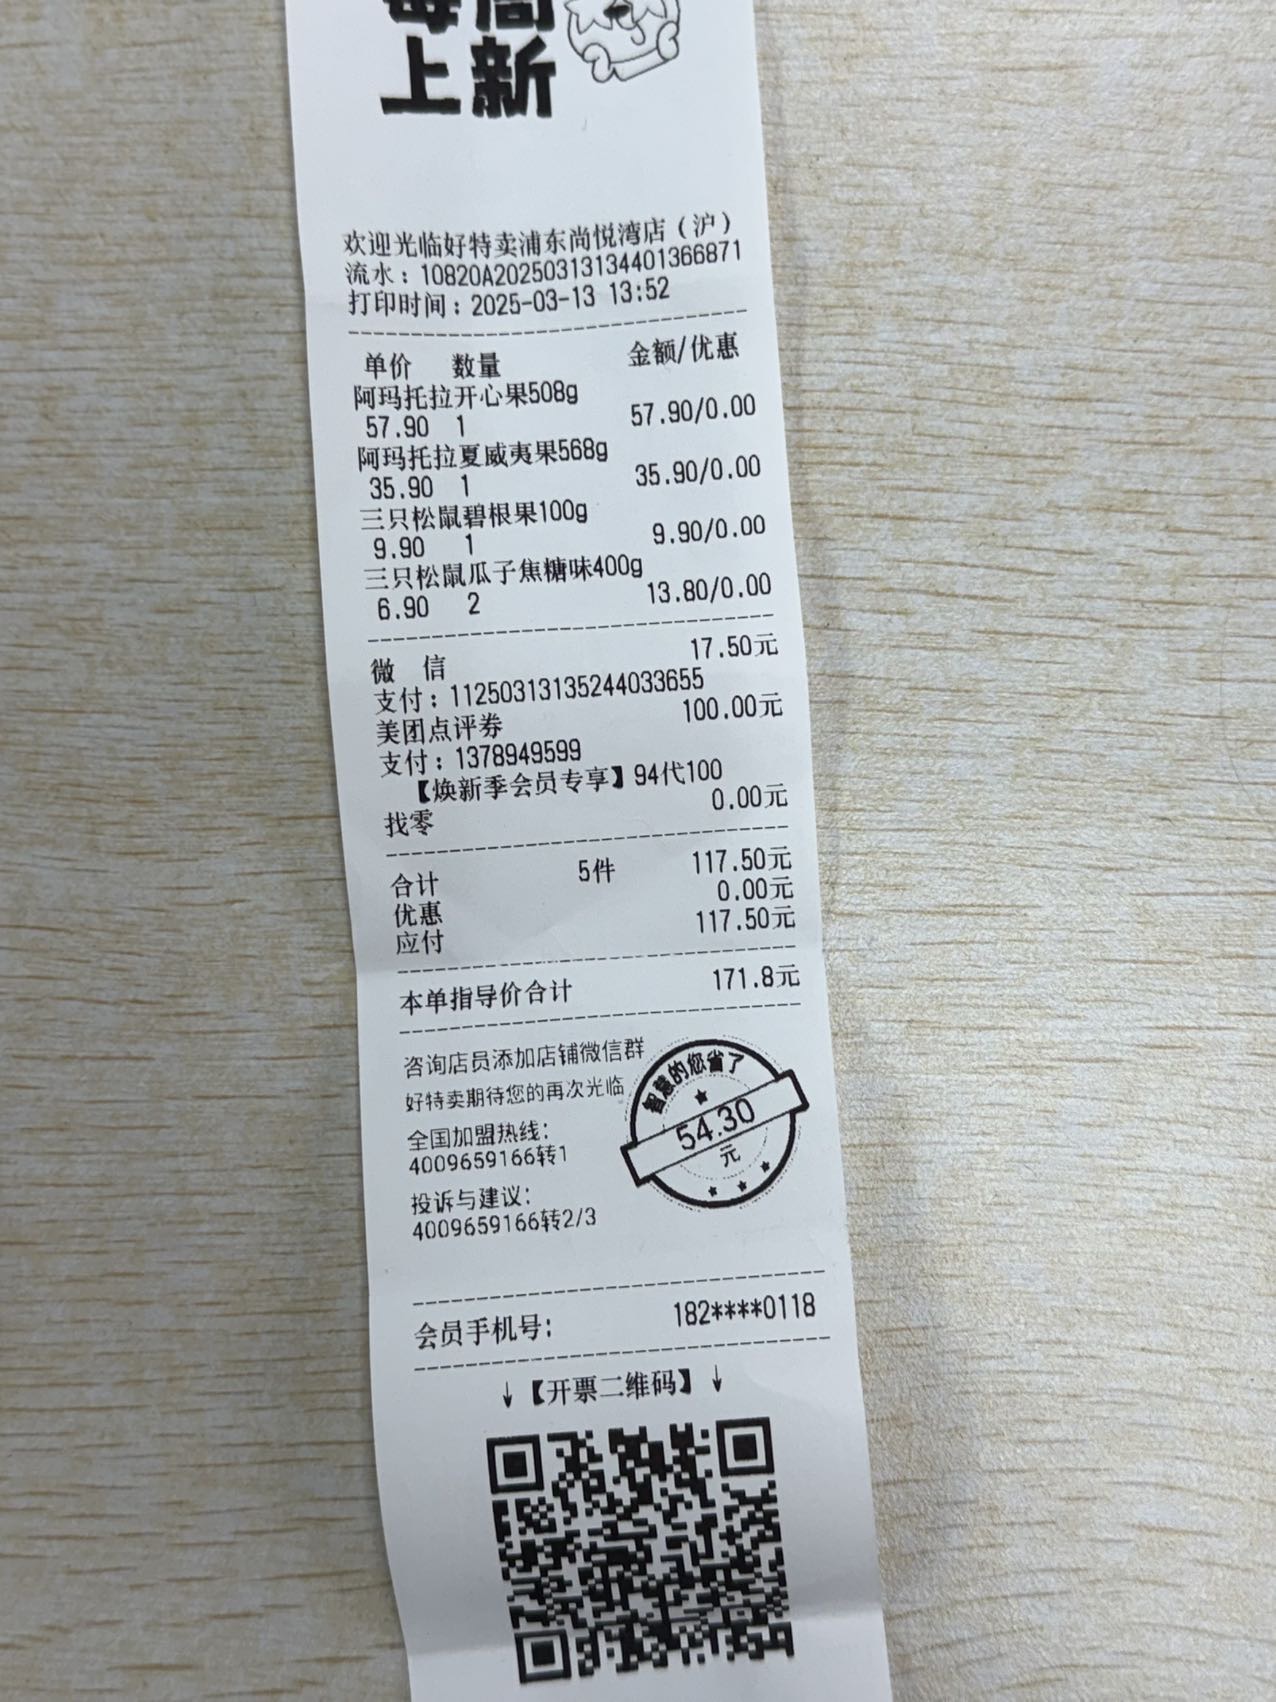 每周
上新
欢迎光临好特卖浦东尚悦湾店(沪)
流水:10820A20250313134401366871
打印时间:2025-03-13 13:52
单价 数量 金额/优惠
阿玛托拉开心果508g
57.90 1 57.90/0.00
阿玛托拉夏威夷果568g
35.90 1 35.90/0.00
三只松鼠碧根果100g
9.90 1 9.90/0.00
三只松鼠瓜子焦糖味400g
6.90 2 13.80/0.00
微 信 17.50元
支付:11250313135244033655
美团点评券 100.00元
支付:1378949599
【焕新季会员专享】94代100
找零 0.00元
合计 5件 117.50元
优惠 0.00元
应付 117.50元
本单指导价合计 171.8元
咨询店员添加店铺微信群
好特卖期待您的再次光临
全国加盟热线:
4009659166转1
投诉与建议:
4009659166转2/3
智慧的您省了
54.30
元
会员手机号: 182****0118
↓【开票二维码】↓